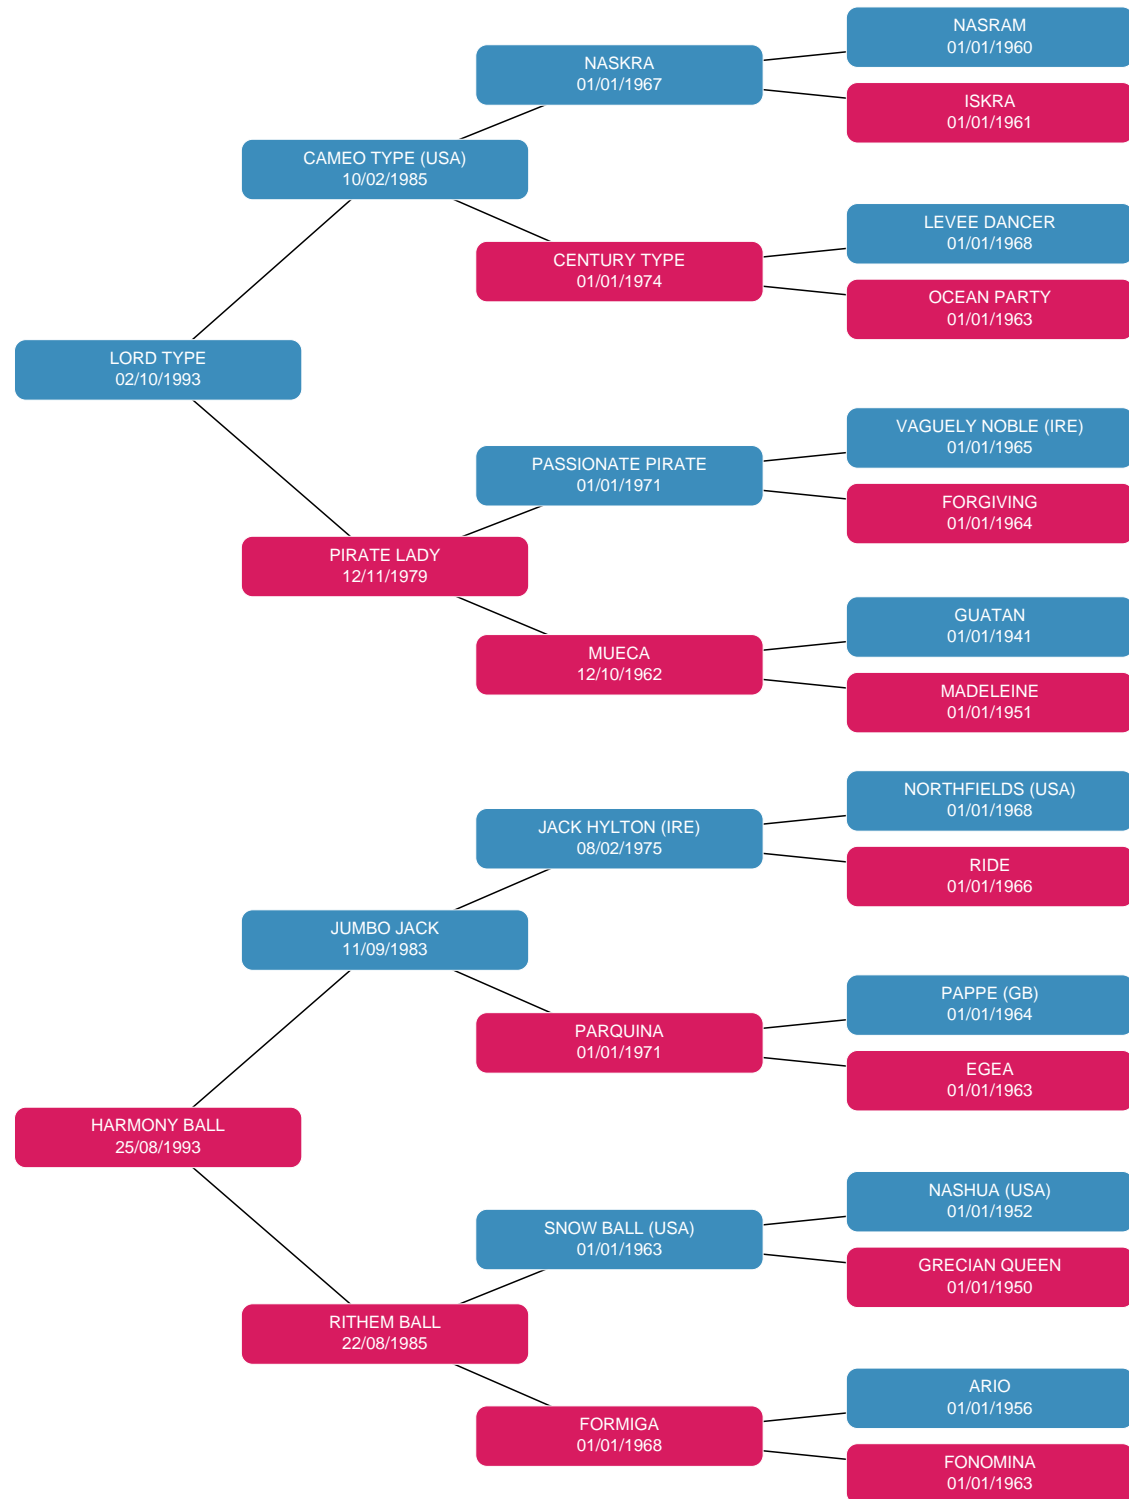 NASRAM
01/01/1960
NASKRA
01/01/1967
ISKRA
01/01/1961
CAMEO TYPE (USA)
10/02/1985
LEVEE DANCER
01/01/1968
CENTURY TYPE
01/01/1974
OCEAN PARTY
01/01/1963
LORD TYPE
02/10/1993
VAGUELY NOBLE (IRE)
01/01/1965
PASSIONATE PIRATE
01/01/1971
FORGIVING
01/01/1964
PIRATE LADY
12/11/1979
GUATAN
01/01/1941
MUECA
12/10/1962
MADELEINE
01/01/1951
NORTHFIELDS (USA)
01/01/1968
JACK HYLTON (IRE)
08/02/1975
RIDE
01/01/1966
JUMBO JACK
11/09/1983
PAPPE (GB)
01/01/1964
PARQUINA
01/01/1971
EGEA
01/01/1963
HARMONY BALL
25/08/1993
NASHUA (USA)
01/01/1952
SNOW BALL (USA)
01/01/1963
GRECIAN QUEEN
01/01/1950
RITHEM BALL
22/08/1985
ARIO
01/01/1956
FORMIGA
01/01/1968
FONOMINA
01/01/1963